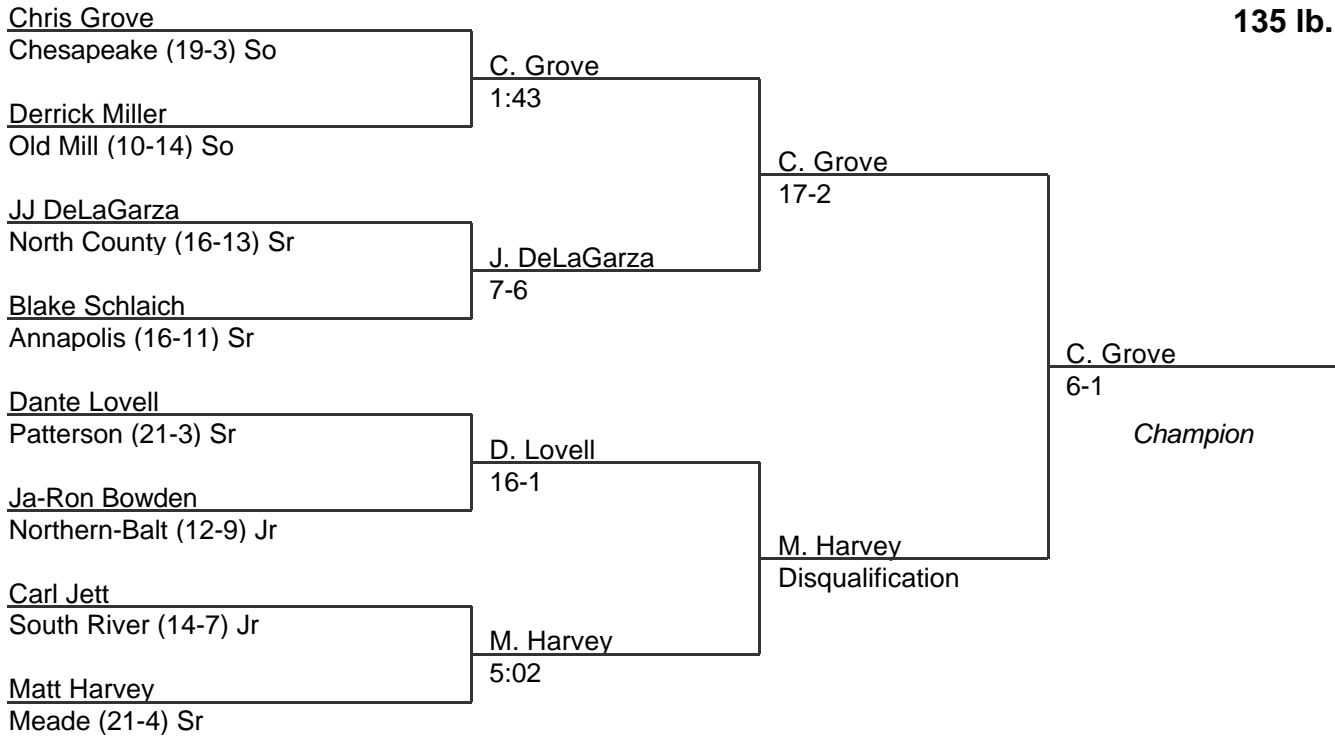 135 lb.
Chris Grove
Chesapeake (19-3) So
Derrick Miller
Old Mill (10-14) So
JJ DeLaGarza
North County (16-13) Sr
Blake Schlaich
Annapolis (16-11) Sr
Dante Lovell
Patterson (21-3) Sr
Ja-Ron Bowden
Northern-Balt (12-9) Jr
Carl Jett
South River (14-7) Jr
Matt Harvey
Meade (21-4) Sr
C. Grove
1:43
J. DeLaGarza
7-6
D. Lovell
16-1
M. Harvey
5:02
C. Grove
17-2
M. Harvey
Disqualification
C. Grove
6-1
Champion